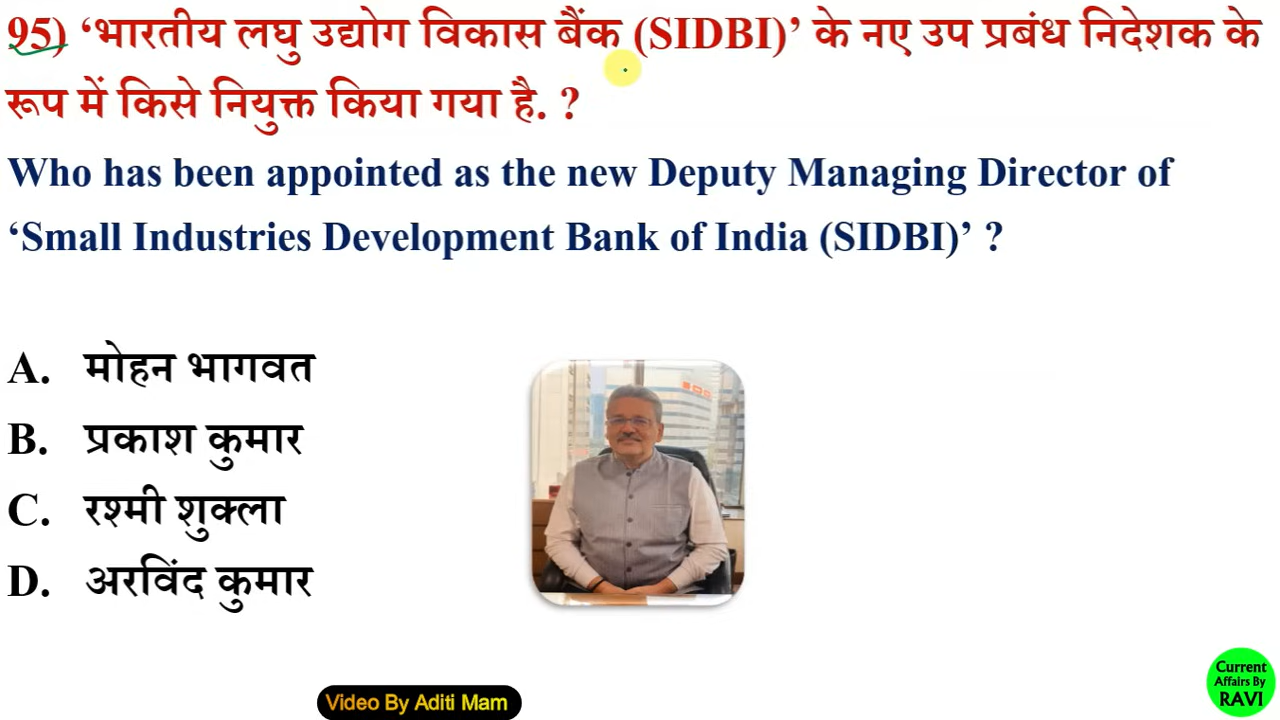 95) ‘भारतीय लघु उद्योग विकास बैंक (SIDBI)’ के नए उप प्रबंध निदेशक के
रूप में किसे नियुक्त किया गया है. ?
Who has been appointed as the new Deputy Managing Director of
‘Small Industries Development Bank of India (SIDBI)’ ?
A. मोहन भागवत
B. प्रकाश कुमार
C. रश्मी शुक्ला
D. अरविंद कुमार
Video By Aditi Mam
Current
Affairs By
RAVI